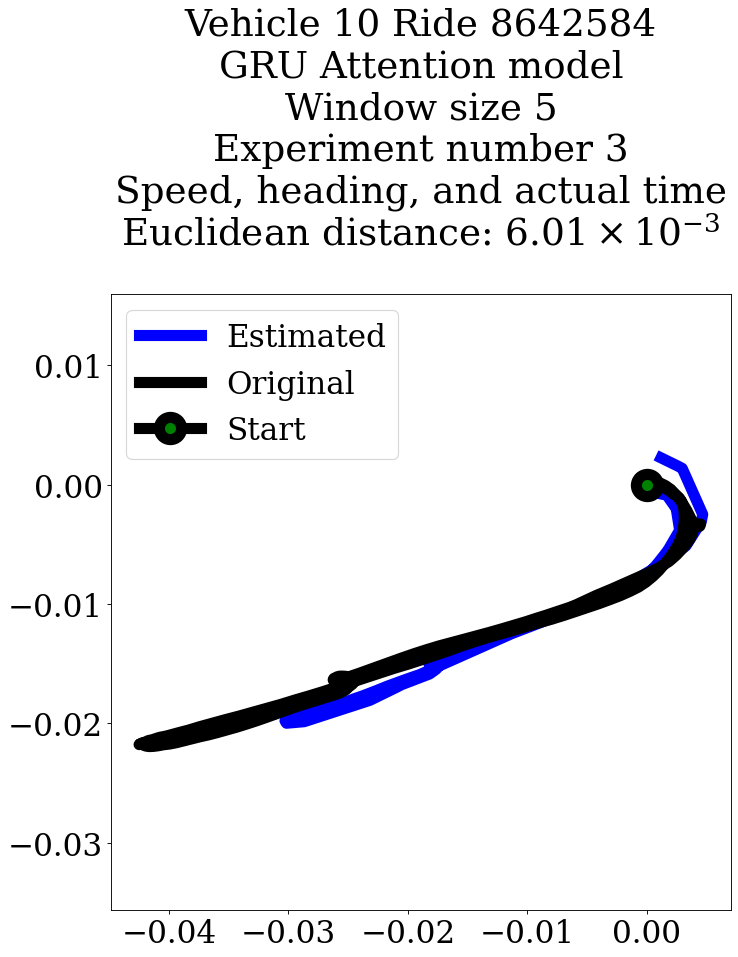 Vehicle 10 Ride 8642584
GRU Attention model
Window size 5
Experiment number 3
Speed, heading, and actual time
Euclidean distance: 6.01 × 10⁻³
Estimated
Original
Start
0.01
0.00
−0.01
−0.02
−0.03
−0.04 −0.03 −0.02 −0.01 0.00